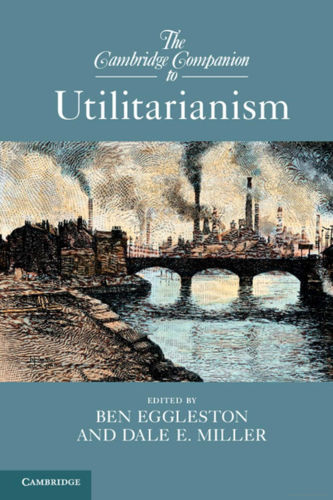 The
Cambridge Companion
to
Utilitarianism
EDITED BY
BEN EGGLESTON
AND DALE E. MILLER
CAMBRIDGE